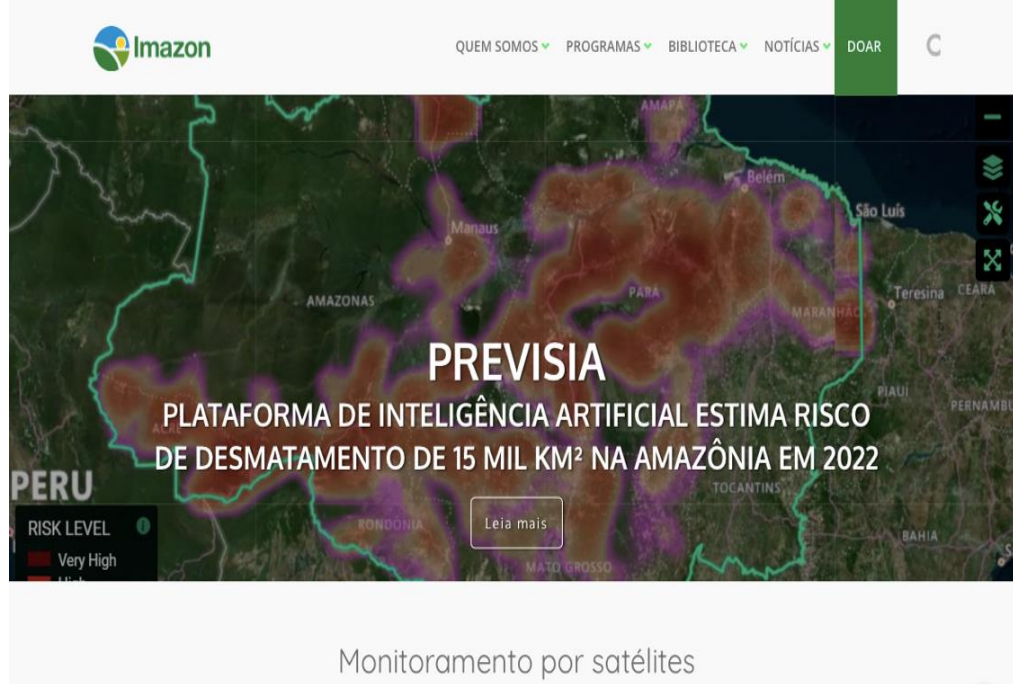 Imazon
QUEM SOMOS PROGRAMAS BIBLIOTECA NOTÍCIAS DOAR
AMAPÁ
Belém
Manaus
São Luís
Teresina CEARÁ
AMAZONAS
PARÁ
MARANHÃO
PREVISIA
PIAUÍ
PLATAFORMA DE INTELIGÊNCIA ARTIFICIAL ESTIMA RISCO
ACRE
DE DESMATAMENTO DE 15 MIL KM² NA AMAZÔNIA EM 2022
PERU
TOCANTINS
RISK LEVEL
RONDÔNIA
Leia mais
BAHIA
Very High
MATO GROSSO
Monitoramento por satélites